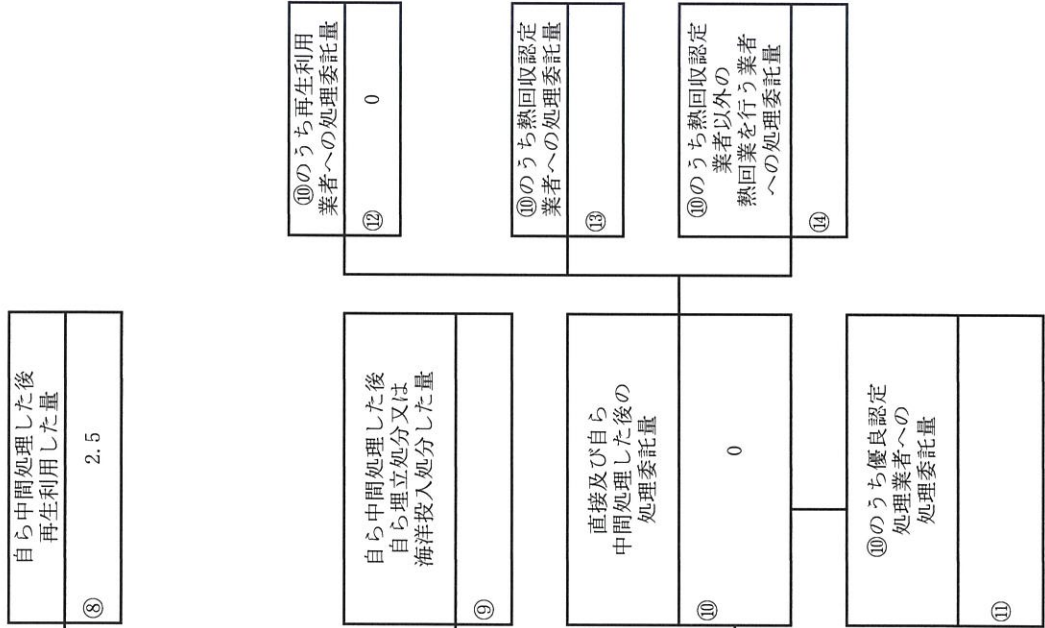 自ら中間処理した後
再生利用した量
⑧
2.5
自ら中間処理した後
自ら埋立処分又は
海洋投入処分した量
⑨
直接及び自ら
中間処理した後の
処理委託量
⑩
0
⑩のうち優良認定
処理業者への
処理委託量
⑪
⑩のうち再生利用
業者への処理委託量
⑫
0
⑩のうち熱回収認定
業者への処理委託量
⑬
⑩のうち熱回収認定
業者以外の
熱回業を行う業者
への処理委託量
⑭